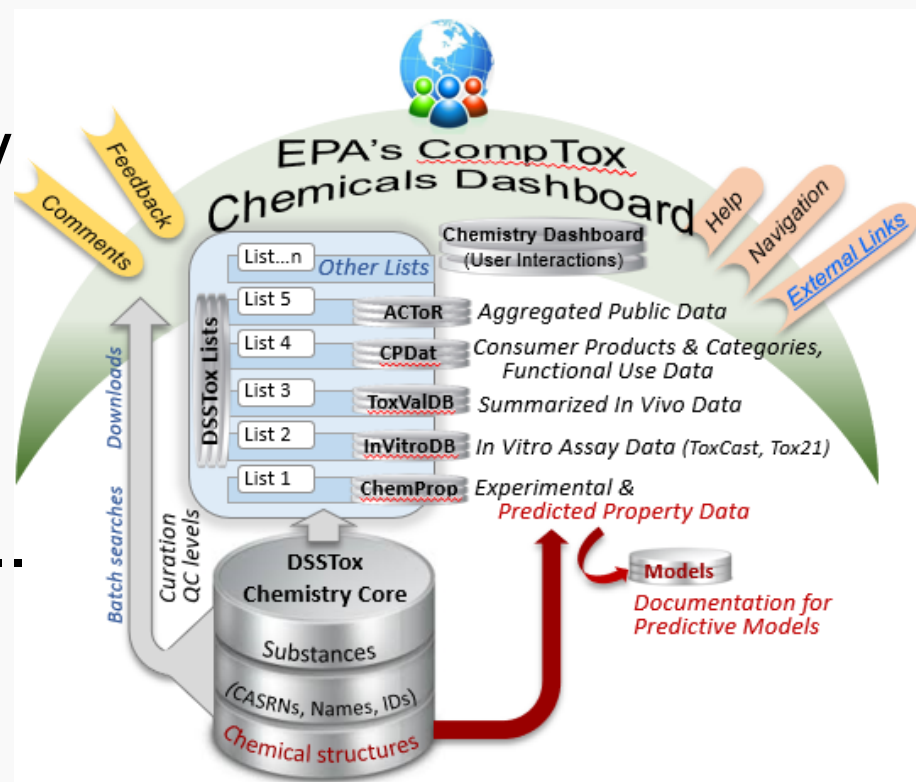 y
EPA's CompTox
Chemicals Dashboard
Feedback
Comments
Help
Navigation
External Links
Chemistry Dashboard
(User Interactions)
List...n
Other Lists
DSSTox Lists
List 5
ACToR
Aggregated Public Data
List 4
CPDat
Consumer Products & Categories,
Functional Use Data
List 3
ToxValDB
Summarized In Vivo Data
List 2
InVitroDB
In Vitro Assay Data (ToxCast, Tox21)
List 1
ChemProp
Experimental &
Predicted Property Data
Models
Documentation for
Predictive Models
Batch searches Downloads
Curation
QC levels
..
DSSTox
Chemistry Core
Substances
(CASRNs, Names, IDs)
Chemical structures